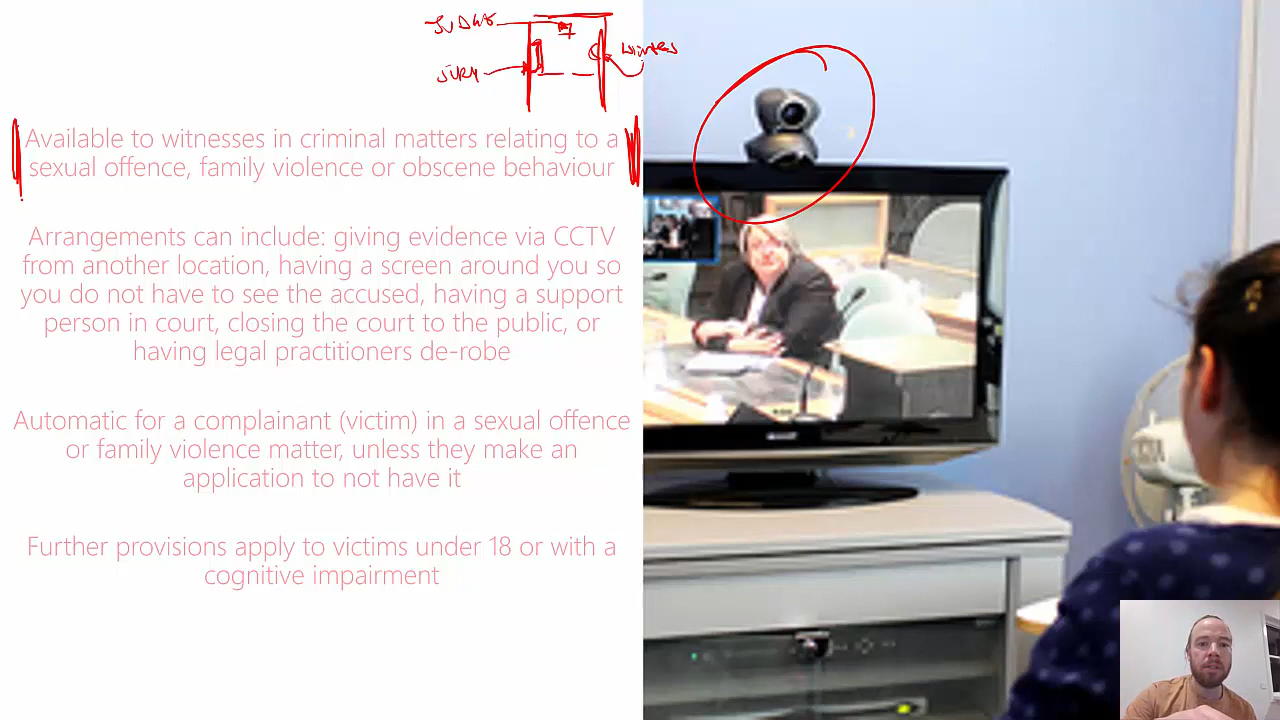 JUDGE
WITNESS
JURY
Available to witnesses in criminal matters relating to a
sexual offence, family violence or obscene behaviour
Arrangements can include: giving evidence via CCTV
from another location, having a screen around you so
you do not have to see the accused, having a support
person in court, closing the court to the public, or
having legal practitioners de-robe
Automatic for a complainant (victim) in a sexual offence
or family violence matter, unless they make an
application to not have it
Further provisions apply to victims under 18 or with a
cognitive impairment